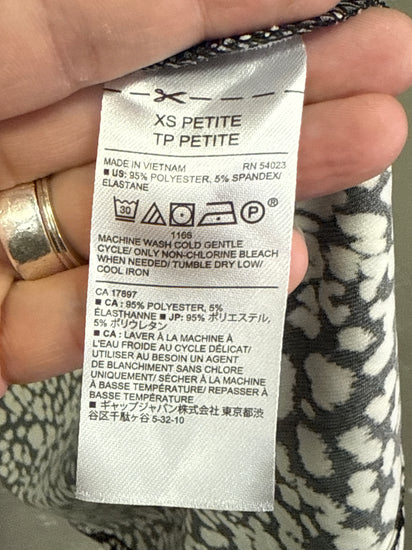 XS PETITE
TP PETITE
MADE IN VIETNAM RN 54023
■ US: 95% POLYESTER, 5% SPANDEX/
ELASTANE
30 P ®
1166
MACHINE WASH COLD GENTLE
CYCLE/ ONLY NON-CHLORINE BLEACH
WHEN NEEDED/ TUMBLE DRY LOW/
COOL IRON
CA 17897
■ CA : 95% POLYESTER, 5%
ÉLASTHANNE ■ JP: 95% ポリエステル,
5% ポリウレタン
■ CA : LAVER À LA MACHINE À
L'EAU FROIDE AU CYCLE DÉLICAT/
UTILISER AU BESOIN UN AGENT
DE BLANCHIMENT SANS CHLORE
UNIQUEMENT/ SÉCHER À LA MACHINE
À BASSE TEMPÉRATURE/ REPASSER À
BASSE TEMPÉRATURE
■ ギャップジャパン株式会社 東京都渋
谷区千駄ヶ谷 5-32-10